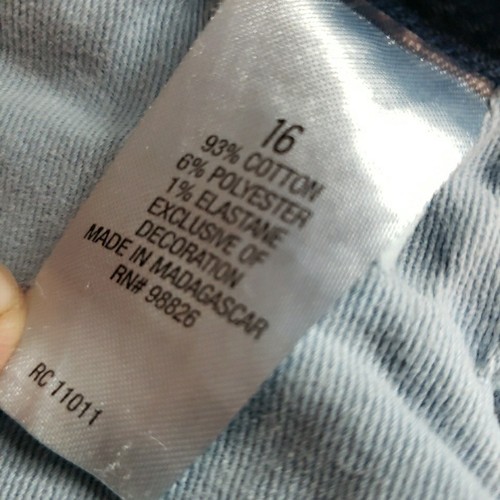 16
93% COTTON
6% POLYESTER
1% ELASTANE
EXCLUSIVE OF
DECORATION
MADE IN MADAGASCAR
RN# 98826
RC 11011